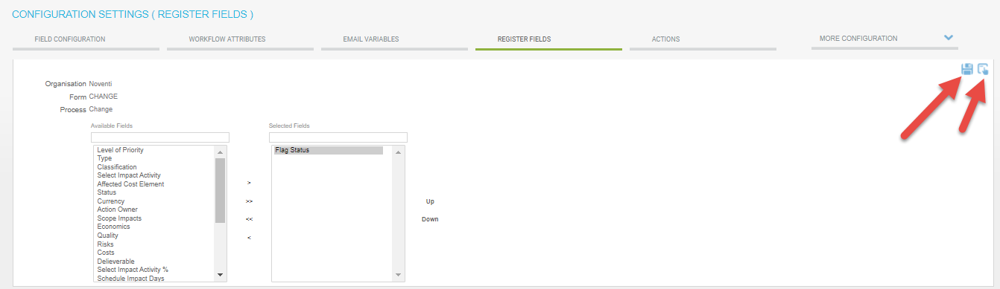 CONFIGURATION SETTINGS ( REGISTER FIELDS )
FIELD CONFIGURATION
WORKFLOW ATTRIBUTES
EMAIL VARIABLES
REGISTER FIELDS
ACTIONS
MORE CONFIGURATION
Organisation Noventi
Form CHANGE
Process Change
Available Fields
Level of Priority
Type
Classification
Select Impact Activity
Affected Cost Element
Status
Currency
Action Owner
Scope Impacts
Economics
Quality
Risks
Costs
Delieverable
Select Impact Activity %
Schedule Impact Days
>
>>
<<
<
Selected Fields
Flag Status
Up
Down